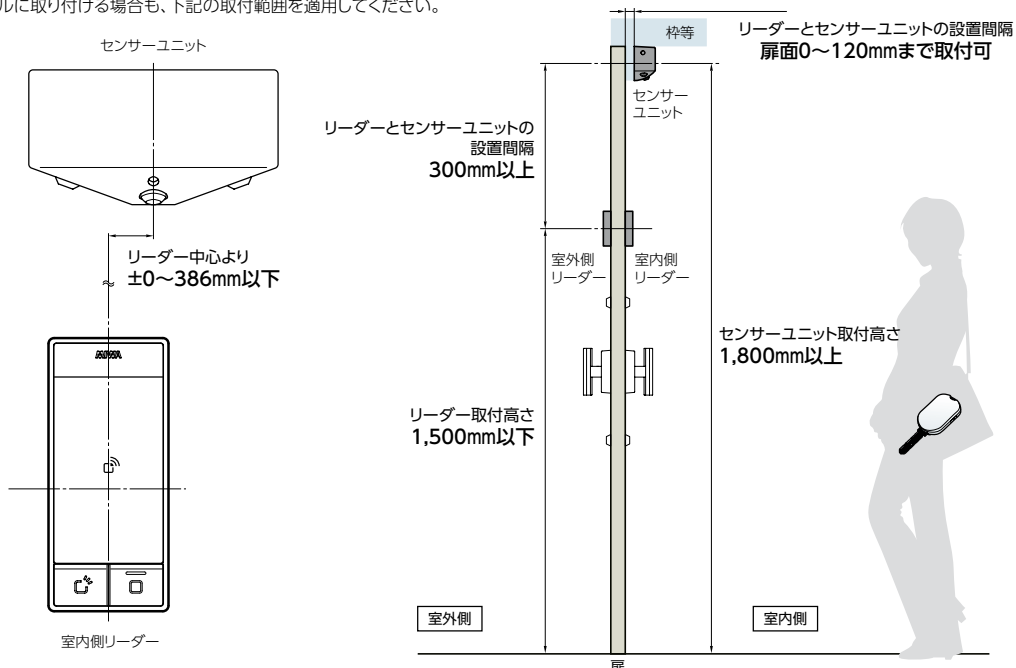 ルに取り付ける場合も、下記の取付範囲を適用してください。
センサーユニット
リーダー中心より
±0～386mm以下
MIWA
室内側リーダー
枠等
リーダーとセンサーユニットの設置間隔
扉面0～120mmまで取付可
センサー
ユニット
リーダーとセンサーユニットの
設置間隔
300mm以上
室外側
リーダー
室内側
リーダー
センサーユニット取付高さ
1,800mm以上
リーダー取付高さ
1,500mm以下
室外側
室内側
扉